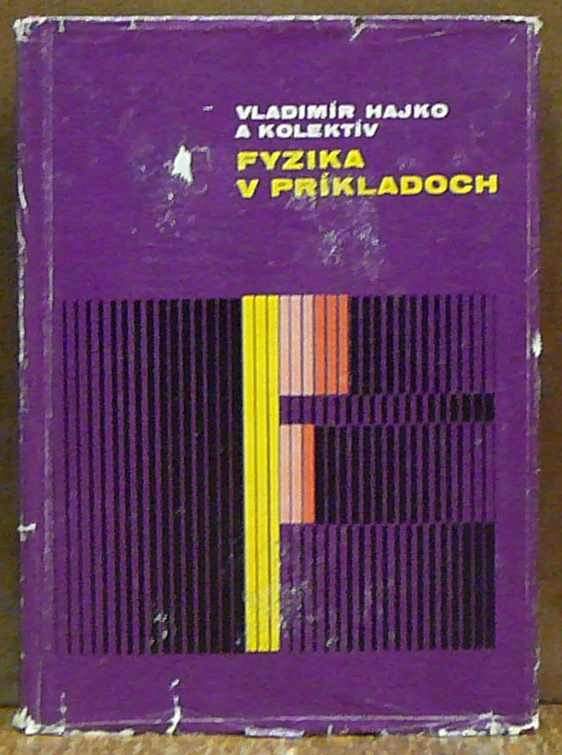 VLADIMÍR HAJKO
A KOLEKTÍV
FYZIKA
V PRÍKLADOCH